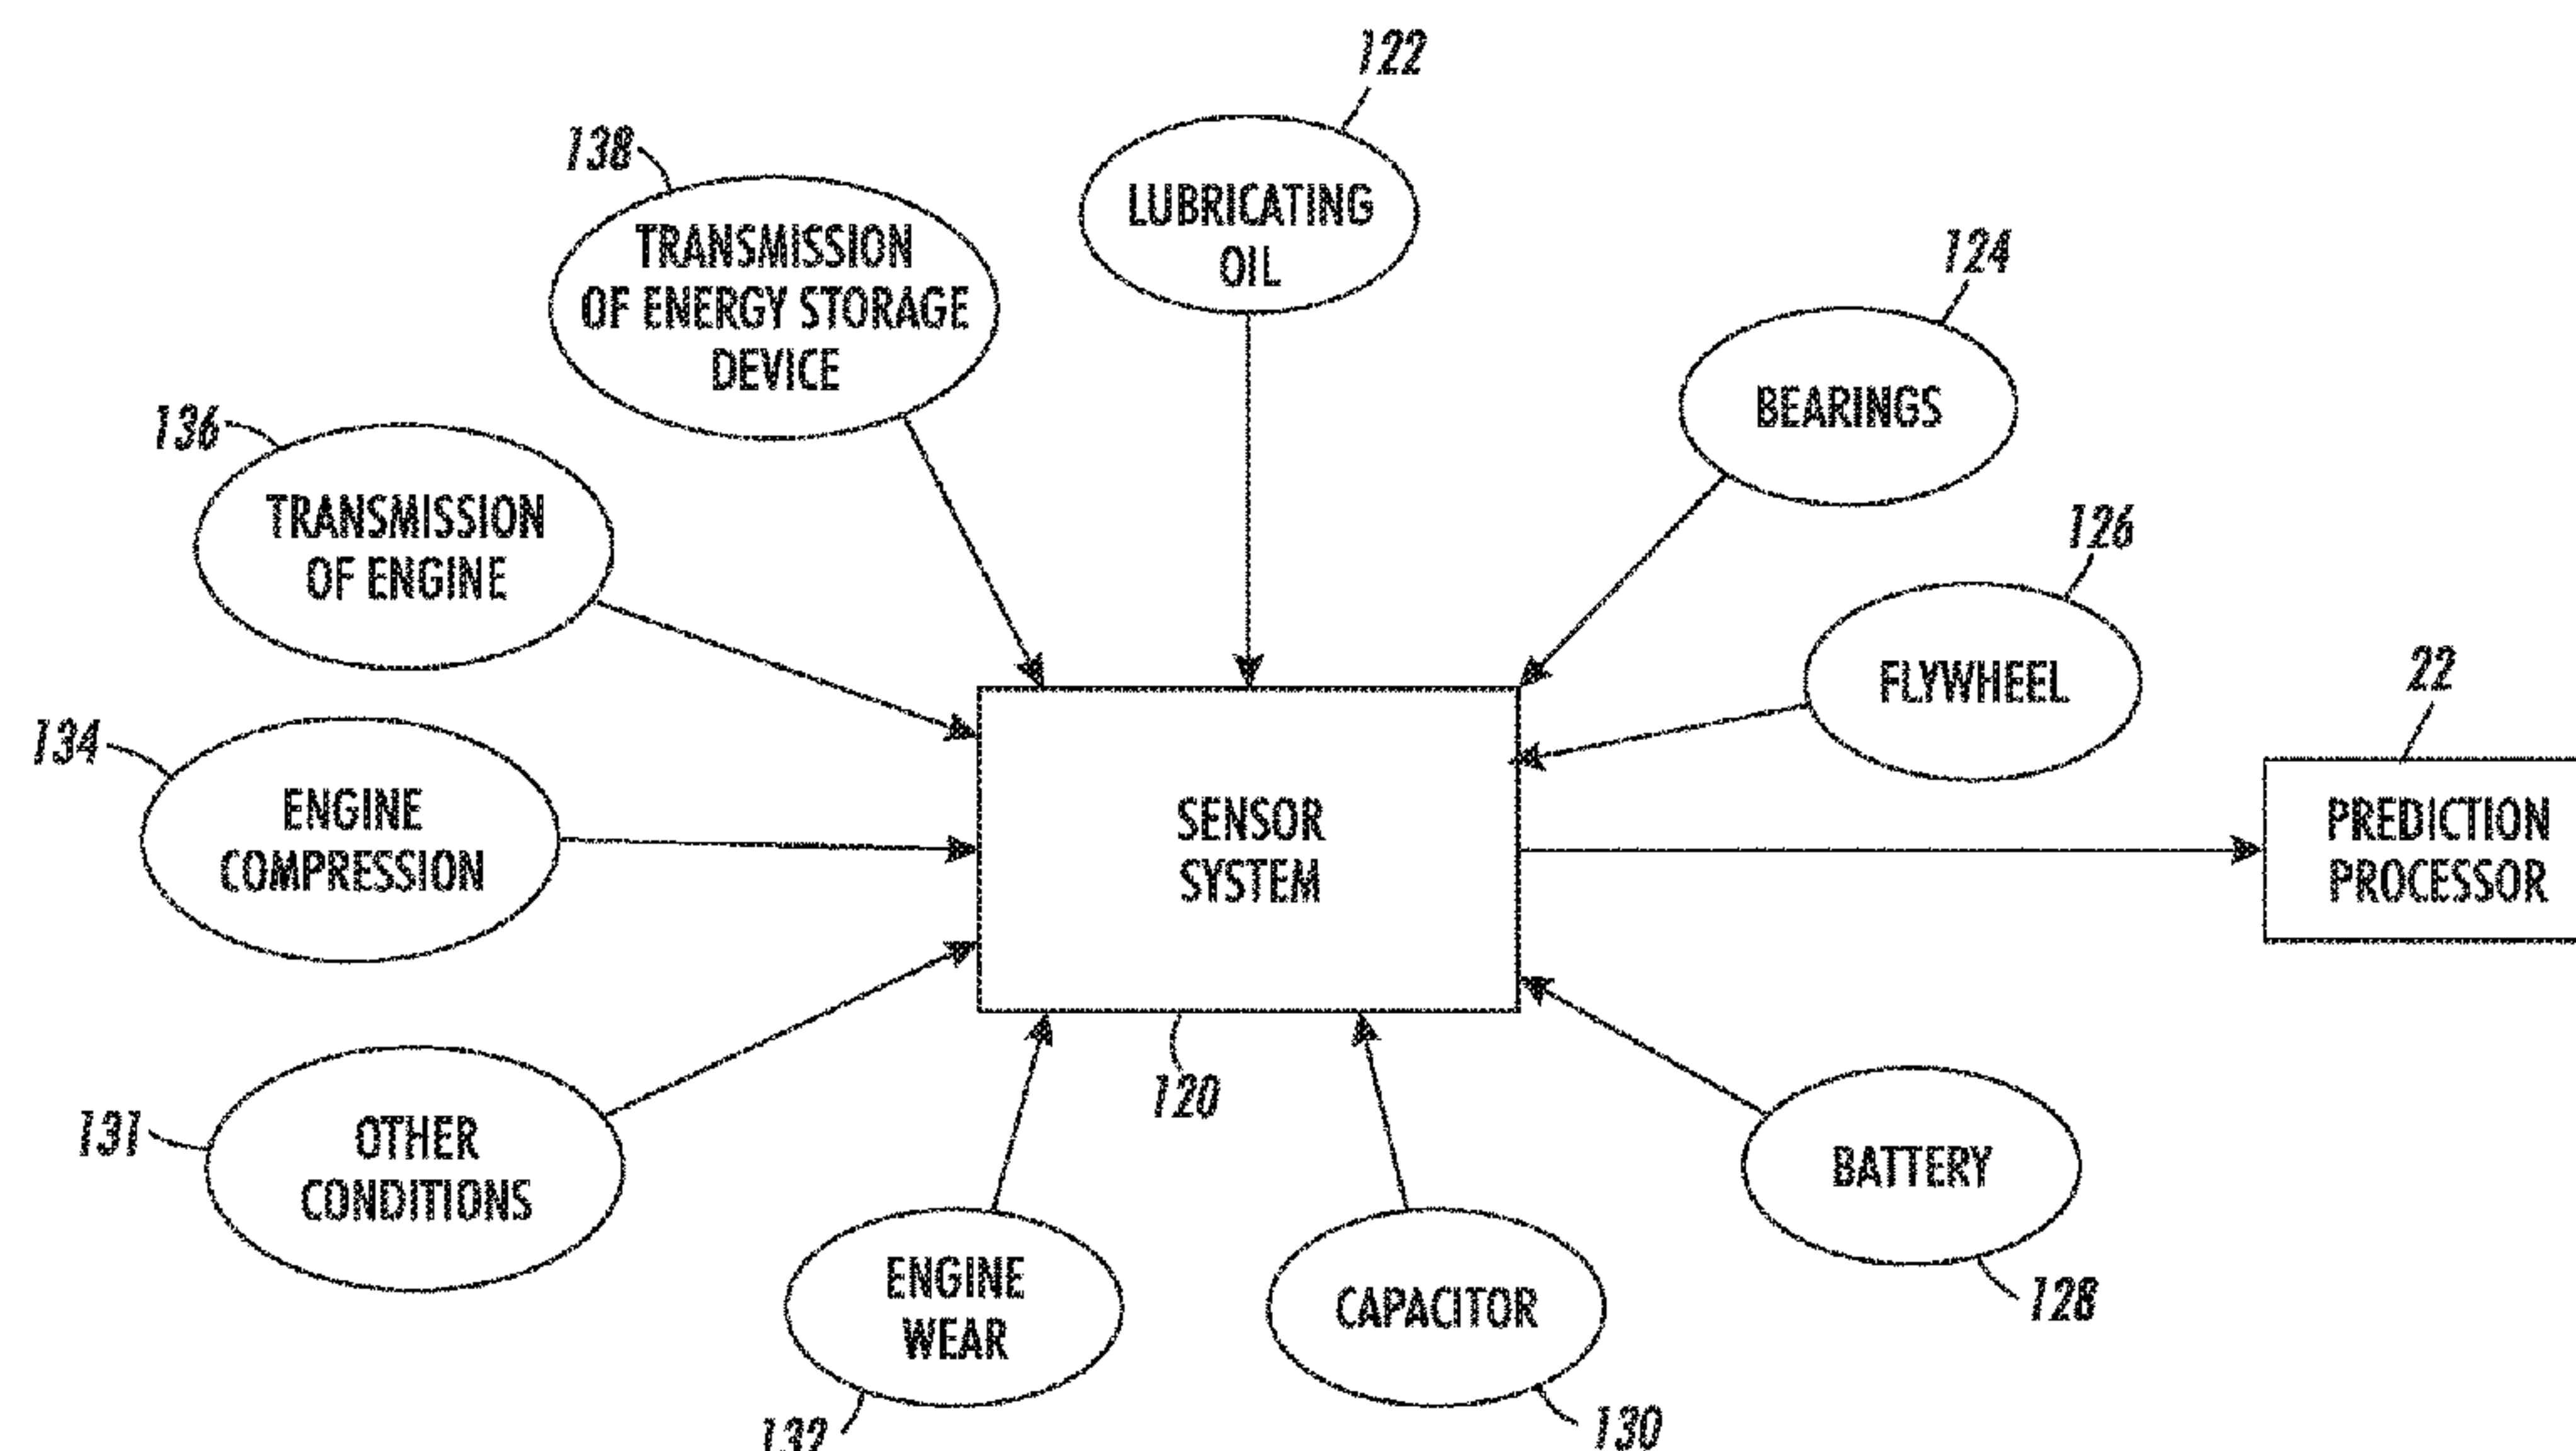 122
138
LUBRICATING
OIL
TRANSMISSION
OF ENERGY STORAGE
DEVICE
124
BEARINGS
136
TRANSMISSION
OF ENGINE
126
FLYWHEEL
22
PREDICTION
PROCESSOR
134
ENGINE
COMPRESSION
SENSOR
SYSTEM
120
131
OTHER
CONDITIONS
BATTERY
128
ENGINE
WEAR
132
CAPACITOR
130